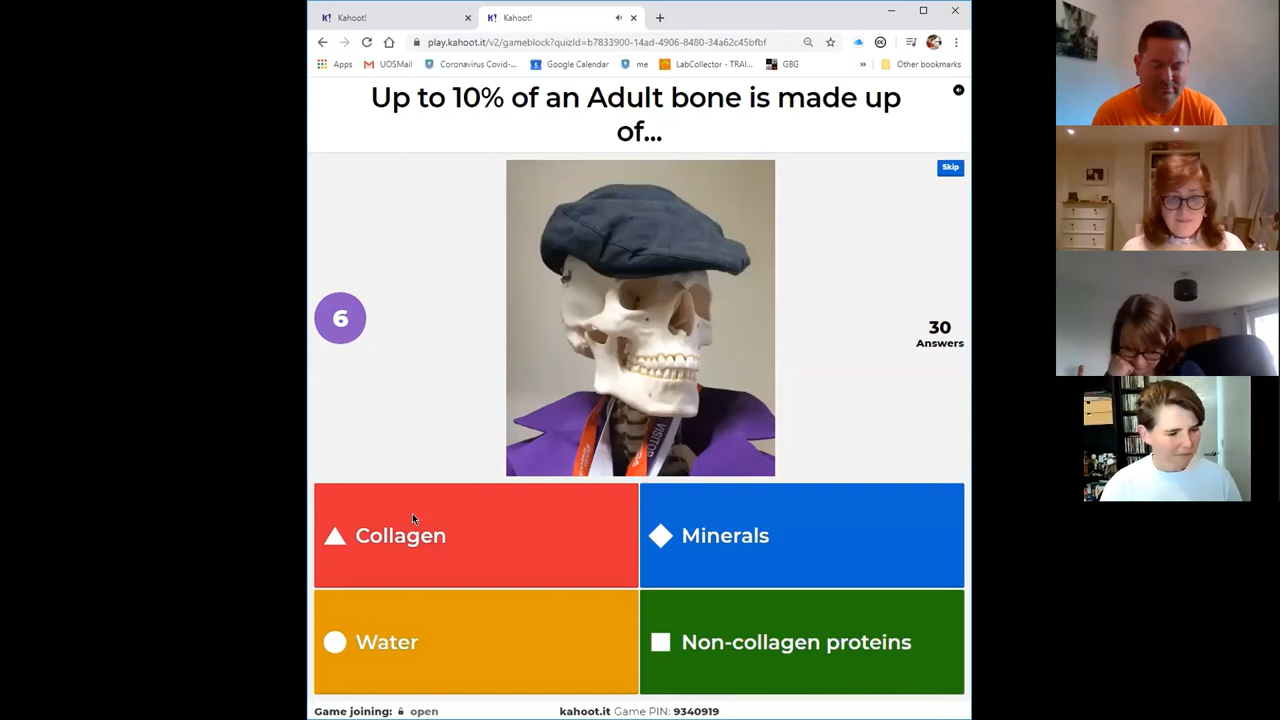 K! Kahoot!
K! Kahoot!
play.kahoot.it/v2/gameblock?quizId=b7833900-14ad-4906-8480-34a62c45bfbf
Apps
UOSMail
Coronavirus Covid-...
Google Calendar
me
LabCollector - TRAI...
GBG
»
Other bookmarks
Up to 10% of an Adult bone is made up
of...
Skip
6
30
Answers
VISITOR
Collagen
Minerals
Water
Non-collagen proteins
Game joining: open
kahoot.it Game PIN: 9340919